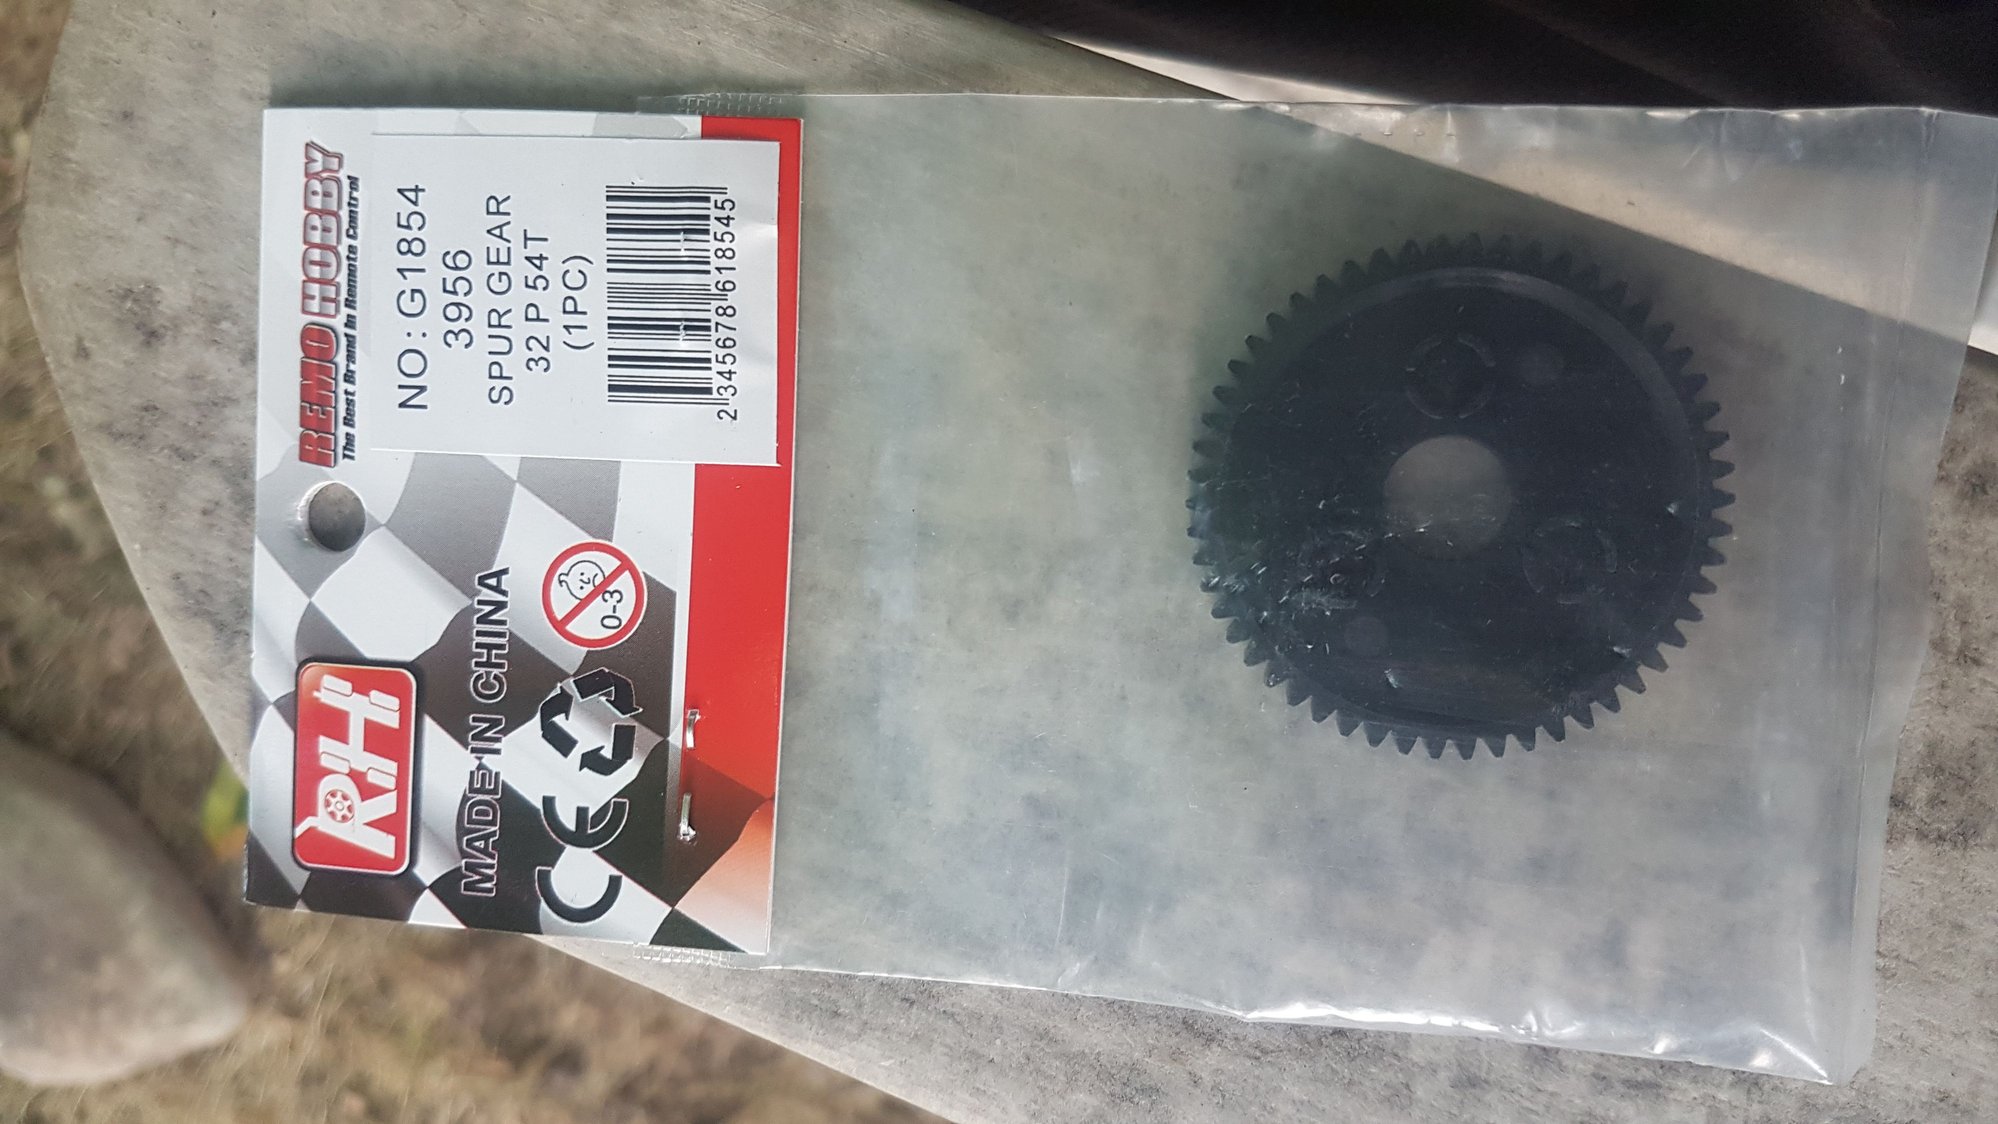 REMO HOBBY
The Best Brand in Remote Control
NO:G1854
3956
SPUR GEAR
32P 54T
(1PC)
2 345678 618545
RH
MADE IN CHINA
CE
0-3